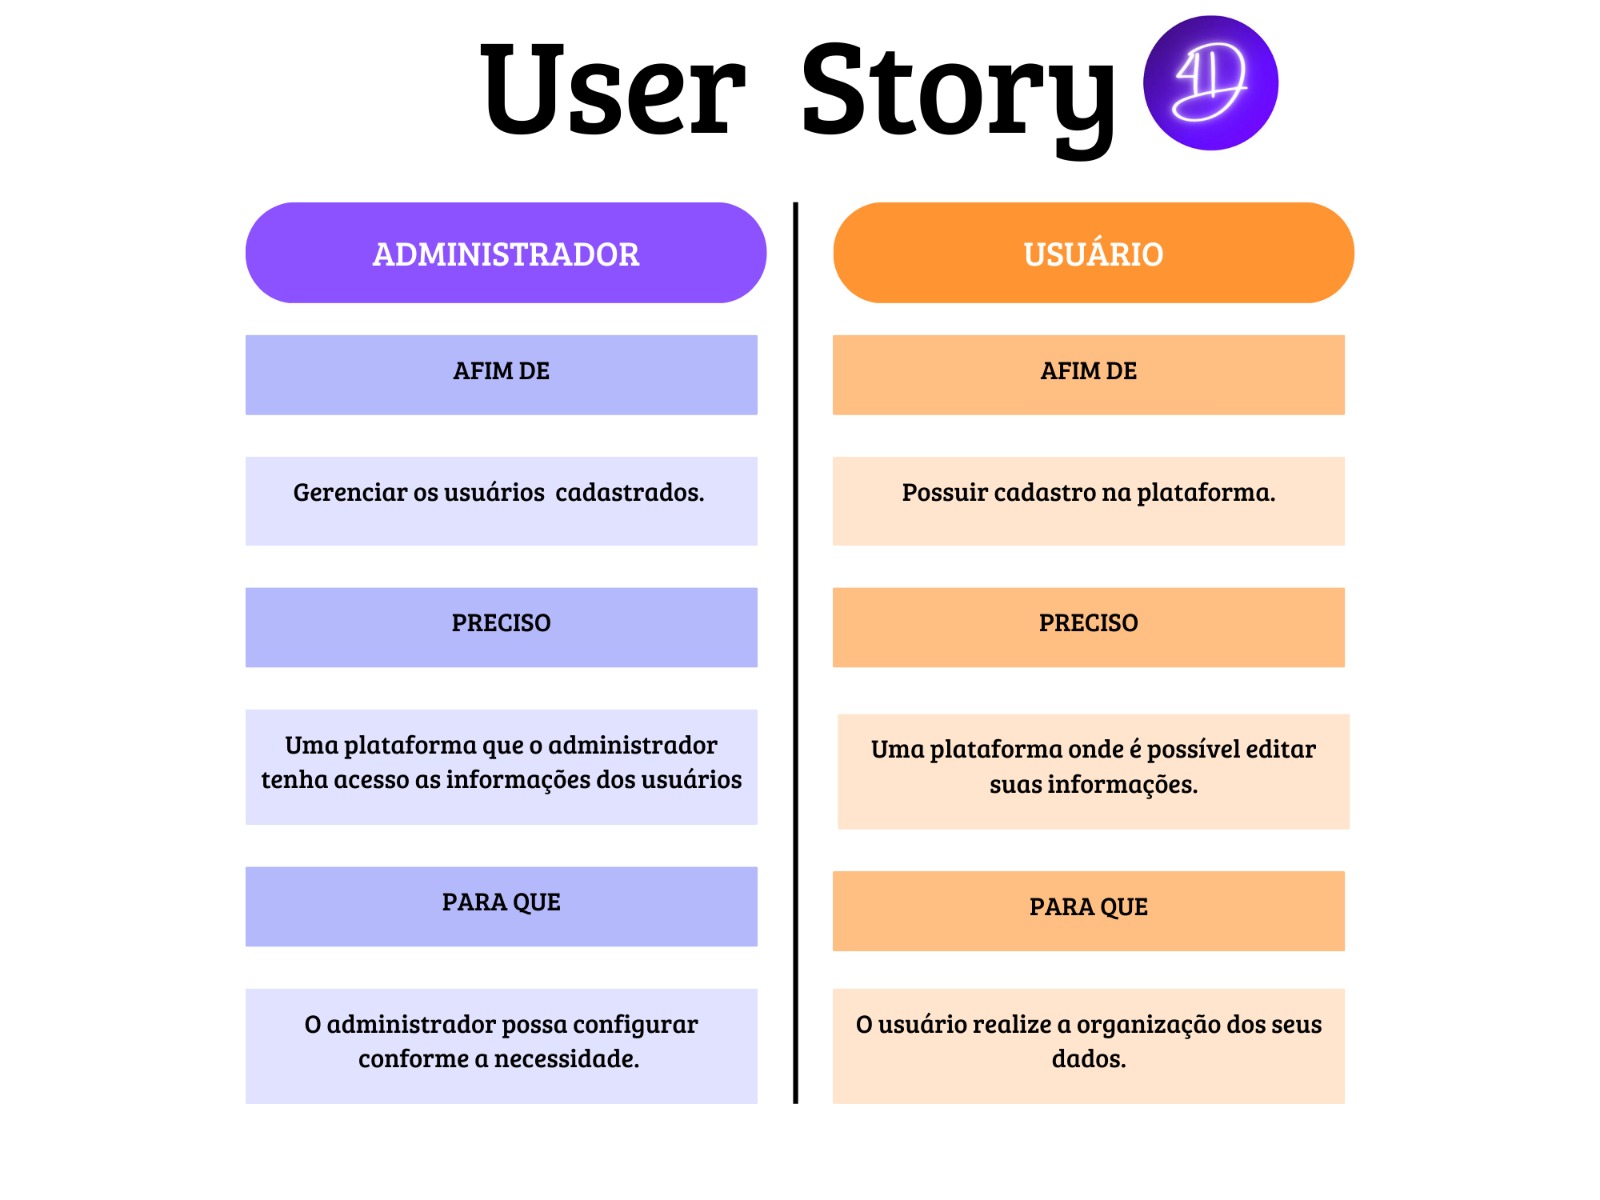 User Story
ADMINISTRADOR
AFIM DE
Gerenciar os usuários cadastrados.
PRECISO
Uma plataforma que o administrador
tenha acesso as informações dos usuários
PARA QUE
O administrador possa configurar
conforme a necessidade.
USUÁRIO
AFIM DE
Possuir cadastro na plataforma.
PRECISO
Uma plataforma onde é possível editar
suas informações.
PARA QUE
O usuário realize a organização dos seus
dados.